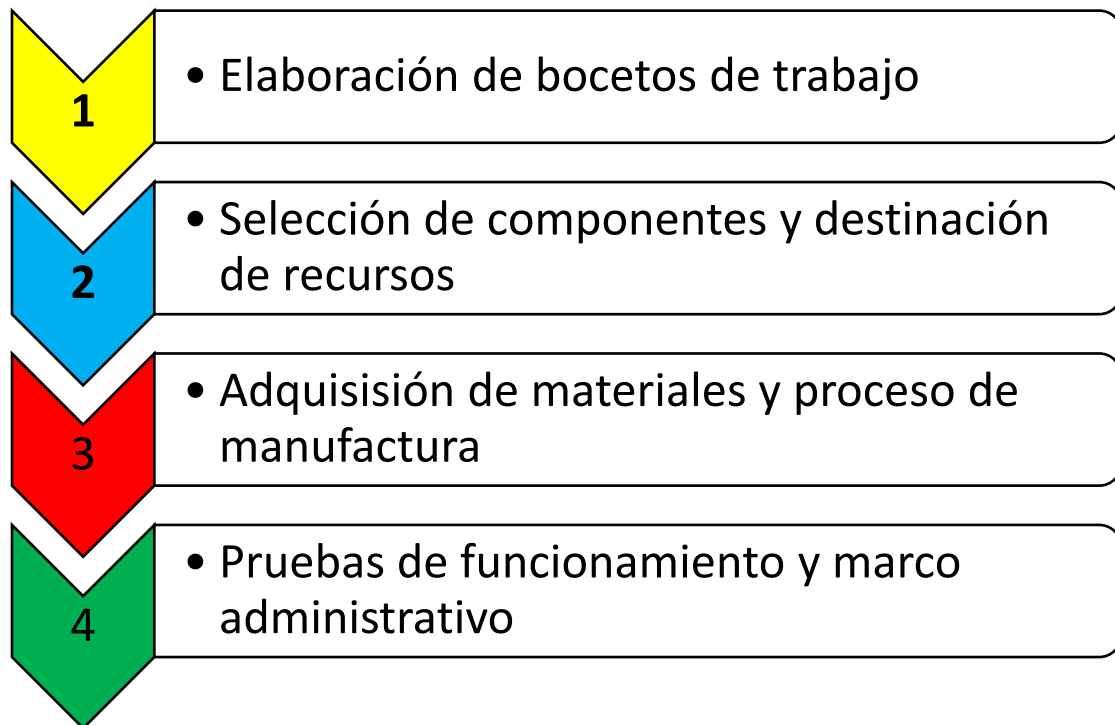 1
• Elaboración de bocetos de trabajo
2
• Selección de componentes y destinación
de recursos
3
• Adquisisión de materiales y proceso de
manufactura
4
• Pruebas de funcionamiento y marco
administrativo